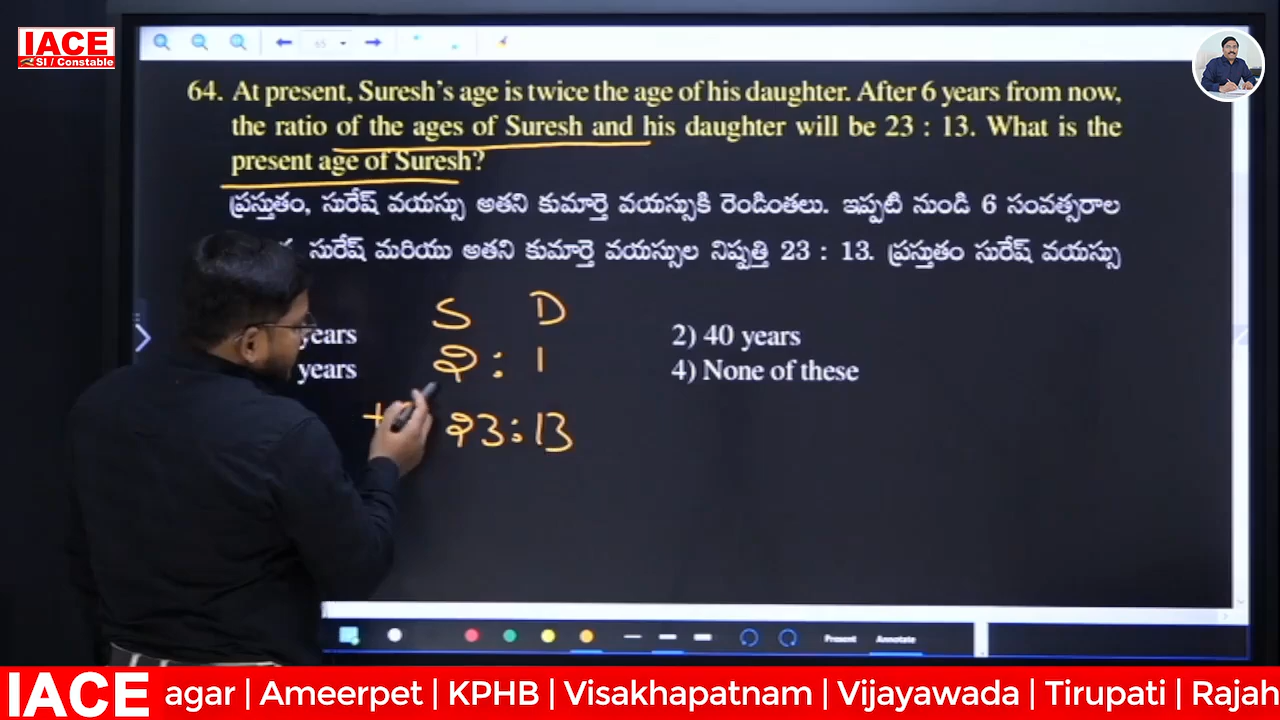 IACE
SI / Constable
65
64. At present, Suresh's age is twice the age of his daughter. After 6 years from now,
the ratio of the ages of Suresh and his daughter will be 23 : 13. What is the
present age of Suresh?
ప్రస్తుతం, సురేష్ వయస్సు అతని కుమార్తె వయస్సుకి రెండింతలు. ఇప్పటి నుండి 6 సంవత్సరాల
సురేష్ మరియు అతని కుమార్తె వయస్సుల నిష్పత్తి 23 : 13. ప్రస్తుతం సురేష్ వయస్సు
S D
years 2) 40 years
2 : 1
years 4) None of these
+ 23 : 13
Present Annotate
IACE agar | Ameerpet | KPHB | Visakhapatnam | Vijayawada | Tirupati | Rajah